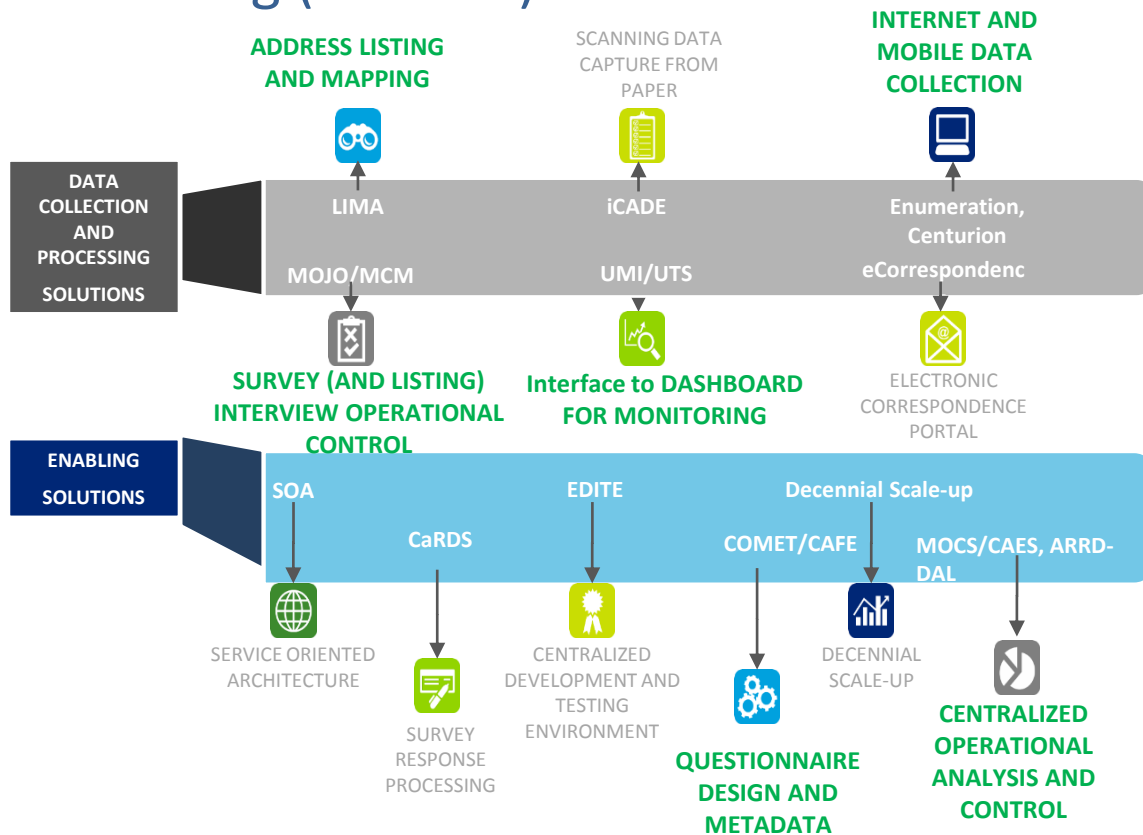 ADDRESS LISTING
AND MAPPING
SCANNING DATA
CAPTURE FROM
PAPER
INTERNET AND
MOBILE DATA
COLLECTION
DATA
COLLECTION
AND
PROCESSING
SOLUTIONS
LIMA
iCADE
Enumeration,
Centurion
MOJO/MCM
UMI/UTS
eCorrespondenc
SURVEY (AND LISTING)
INTERVIEW OPERATIONAL
CONTROL
Interface to DASHBOARD
FOR MONITORING
@
ELECTRONIC
CORRESPONDENCE
PORTAL
ENABLING
SOLUTIONS
SOA
EDITE
Decennial Scale-up
CaRDS
COMET/CAFE
MOCS/CAES, ARRD-
DAL
SERVICE ORIENTED
ARCHITECTURE
SURVEY
RESPONSE
PROCESSING
CENTRALIZED
DEVELOPMENT AND
TESTING
ENVIRONMENT
QUESTIONNAIRE
DESIGN AND
METADATA
DECENNIAL
SCALE-UP
CENTRALIZED
OPERATIONAL
ANALYSIS AND
CONTROL